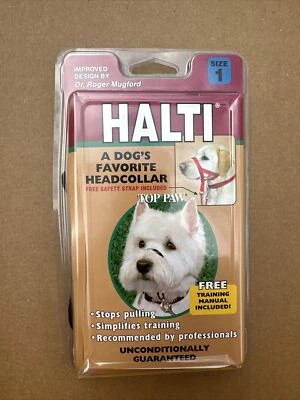 IMPROVED
DESIGN BY
Dr. Roger Mugford
SIZE
1
HALTI®
A DOG'S
FAVORITE
HEADCOLLAR
FREE SAFETY STRAP INCLUDED
TOP PAW
FREE
TRAINING
MANUAL
INCLUDED!
•Stops pulling
•Simplifies training
•Recommended by professionals
UNCONDITIONALLY
GUARANTEED